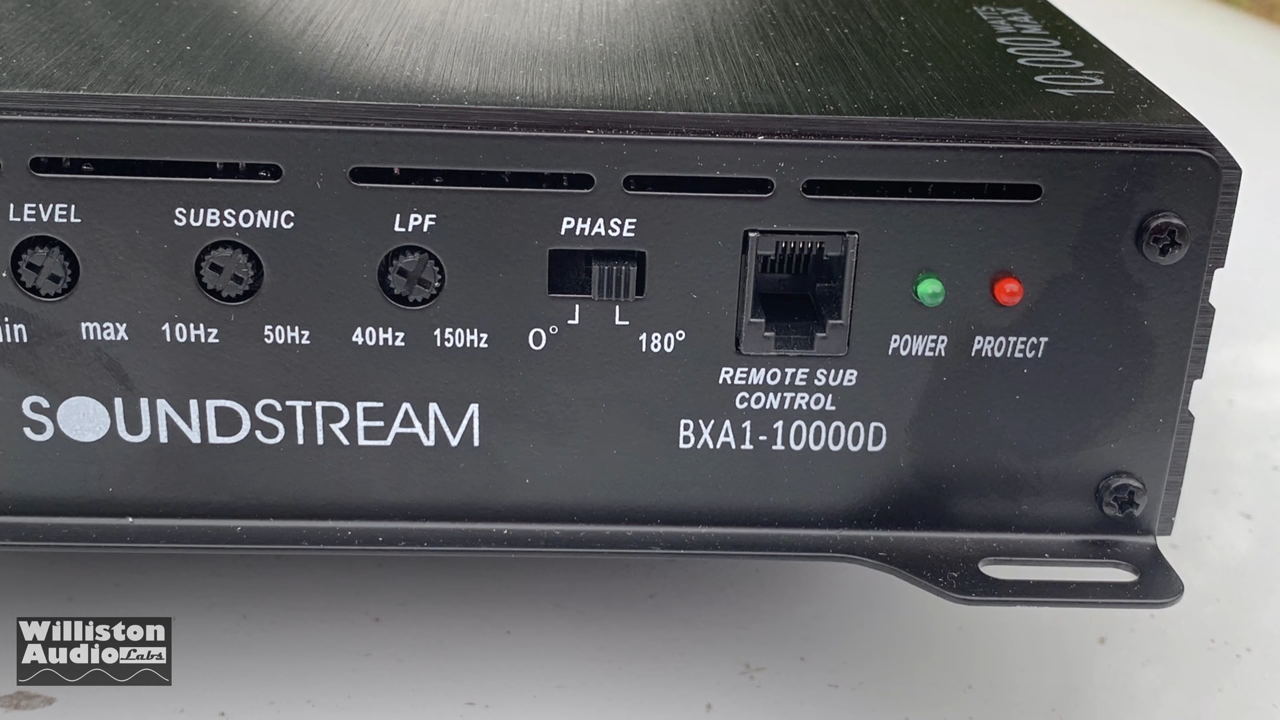 10,000 WATTS MAX
LEVEL SUBSONIC LPF PHASE
max 10Hz 50Hz 40Hz 150Hz 0° 180°
POWER PROTECT
REMOTE SUB
CONTROL
SOUNDSTREAM
BXA1-10000D
Williston
Audio Labs